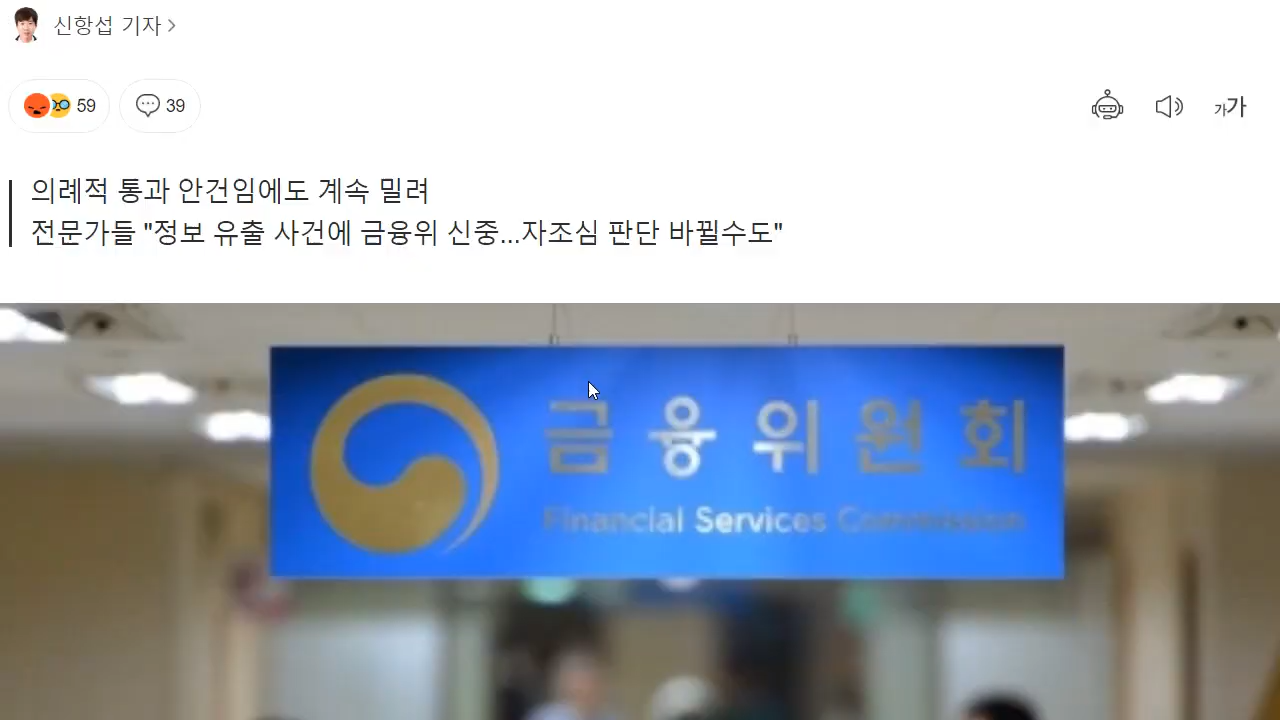 신항섭 기자
59
39
가가
의례적 통과 안건임에도 계속 밀려
전문가들 "정보 유출 사건에 금융위 신중...자조심 판단 바뀔수도"
금융위원회
Financial Services Commission